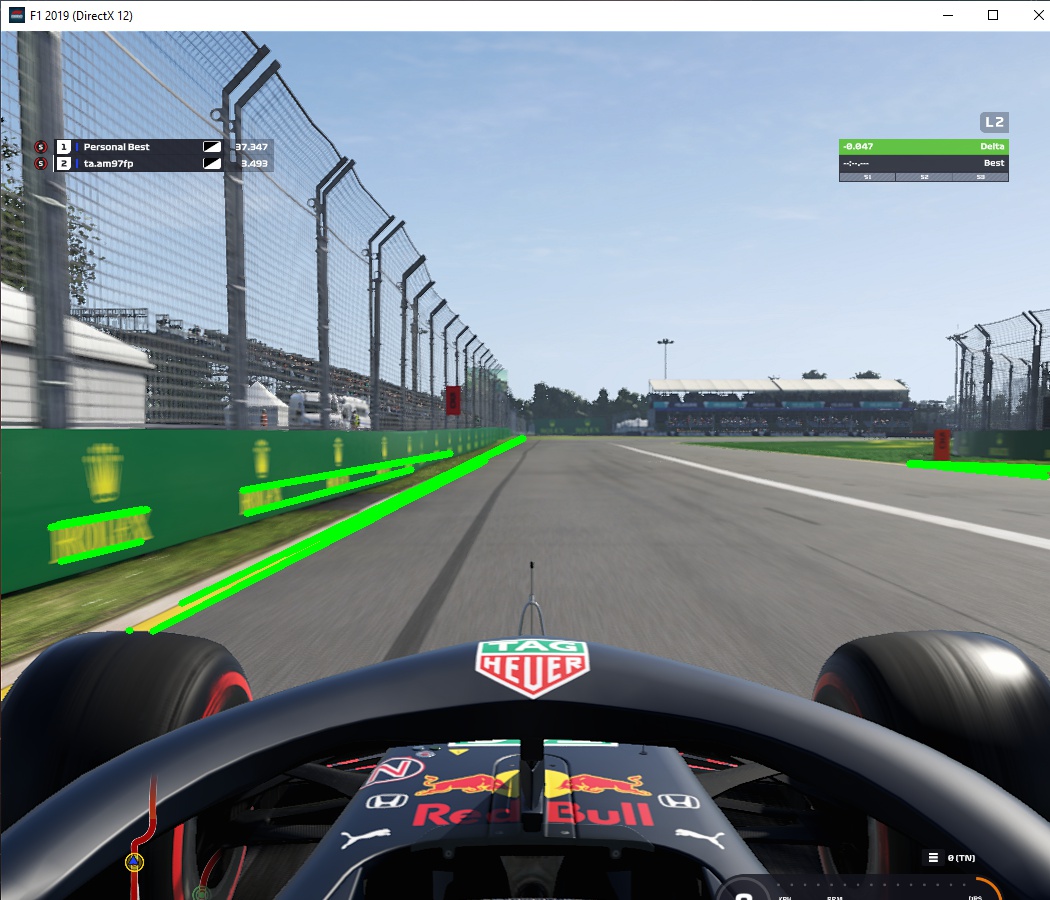 F1 2019 (DirectX 12)
L2
S 1 Personal Best 37.347
S 2 ta.am97fp 3.493
-0.047 Delta
--:--.--- Best
S1 S2 S3
ROLEX
TAG
HEUER
Red Bull
0 (TN)